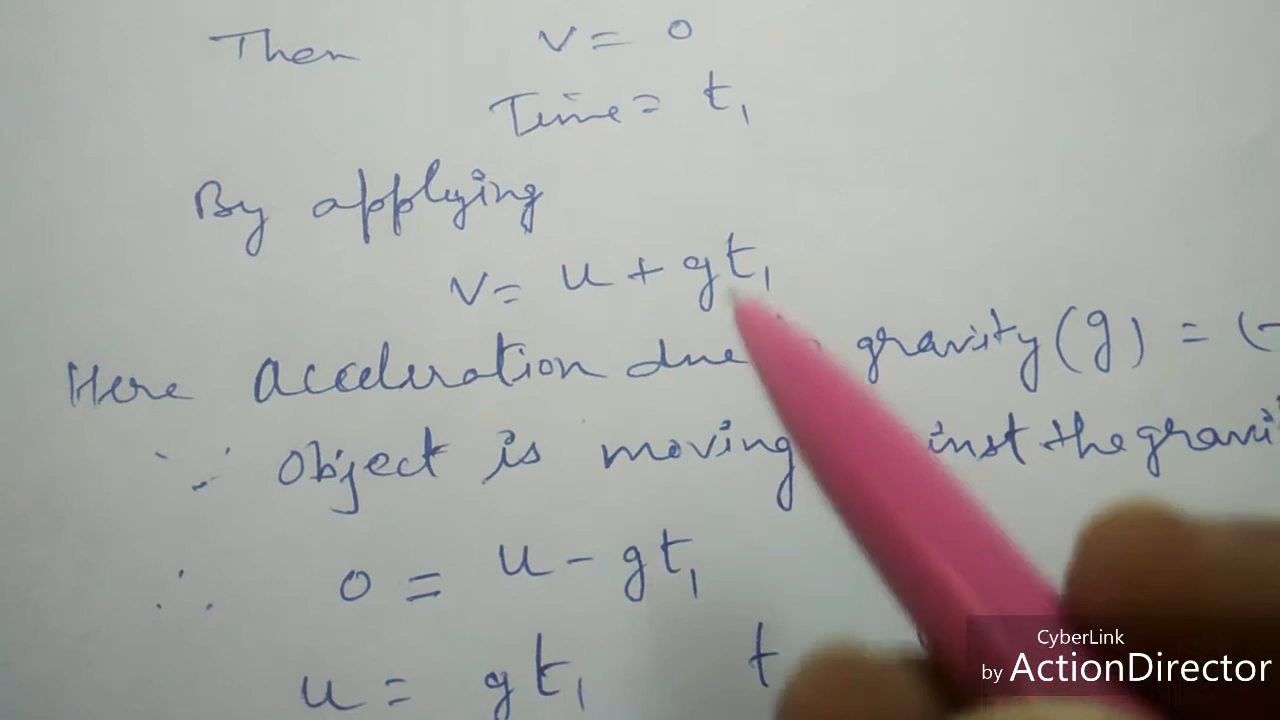 Then v = 0
Time = t₁
By applying
v = u + gt₁
Here acceleration due gravity (g) = (-
∵ object is moving inst the gravi
∴ 0 = u - gt₁
u = gt₁ t
CyberLink
by ActionDirector